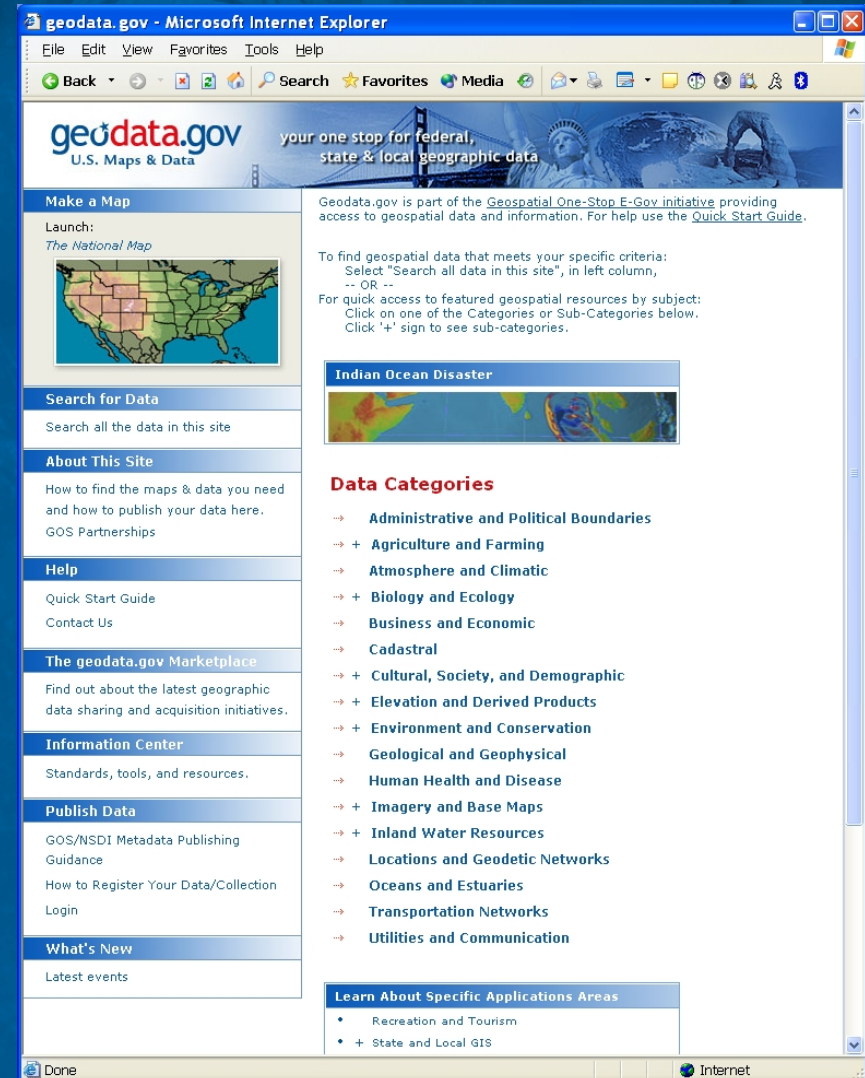 geodata.gov - Microsoft Internet Explorer
File Edit View Favorites Tools Help
Back Search Favorites Media
geodata.gov
U.S. Maps & Data
your one stop for federal,
state & local geographic data
Make a Map
Launch:
The National Map
Search for Data
Search all the data in this site
About This Site
How to find the maps & data you need
and how to publish your data here.
GOS Partnerships
Help
Quick Start Guide
Contact Us
The geodata.gov Marketplace
Find out about the latest geographic
data sharing and acquisition initiatives.
Information Center
Standards, tools, and resources.
Publish Data
GOS/NSDI Metadata Publishing
Guidance
How to Register Your Data/Collection
Login
What's New
Latest events
Geodata.gov is part of the Geospatial One-Stop E-Gov initiative providing
access to geospatial data and information. For help use the Quick Start Guide.
To find geospatial data that meets your specific criteria:
Select "Search all data in this site", in left column,
-- OR --
For quick access to featured geospatial resources by subject:
Click on one of the Categories or Sub-Categories below.
Click '+' sign to see sub-categories.
Indian Ocean Disaster
Data Categories
Administrative and Political Boundaries
+ Agriculture and Farming
Atmosphere and Climatic
+ Biology and Ecology
Business and Economic
Cadastral
+ Cultural, Society, and Demographic
+ Elevation and Derived Products
+ Environment and Conservation
Geological and Geophysical
Human Health and Disease
+ Imagery and Base Maps
+ Inland Water Resources
Locations and Geodetic Networks
Oceans and Estuaries
Transportation Networks
Utilities and Communication
Learn About Specific Applications Areas
• Recreation and Tourism
• + State and Local GIS
Done
Internet